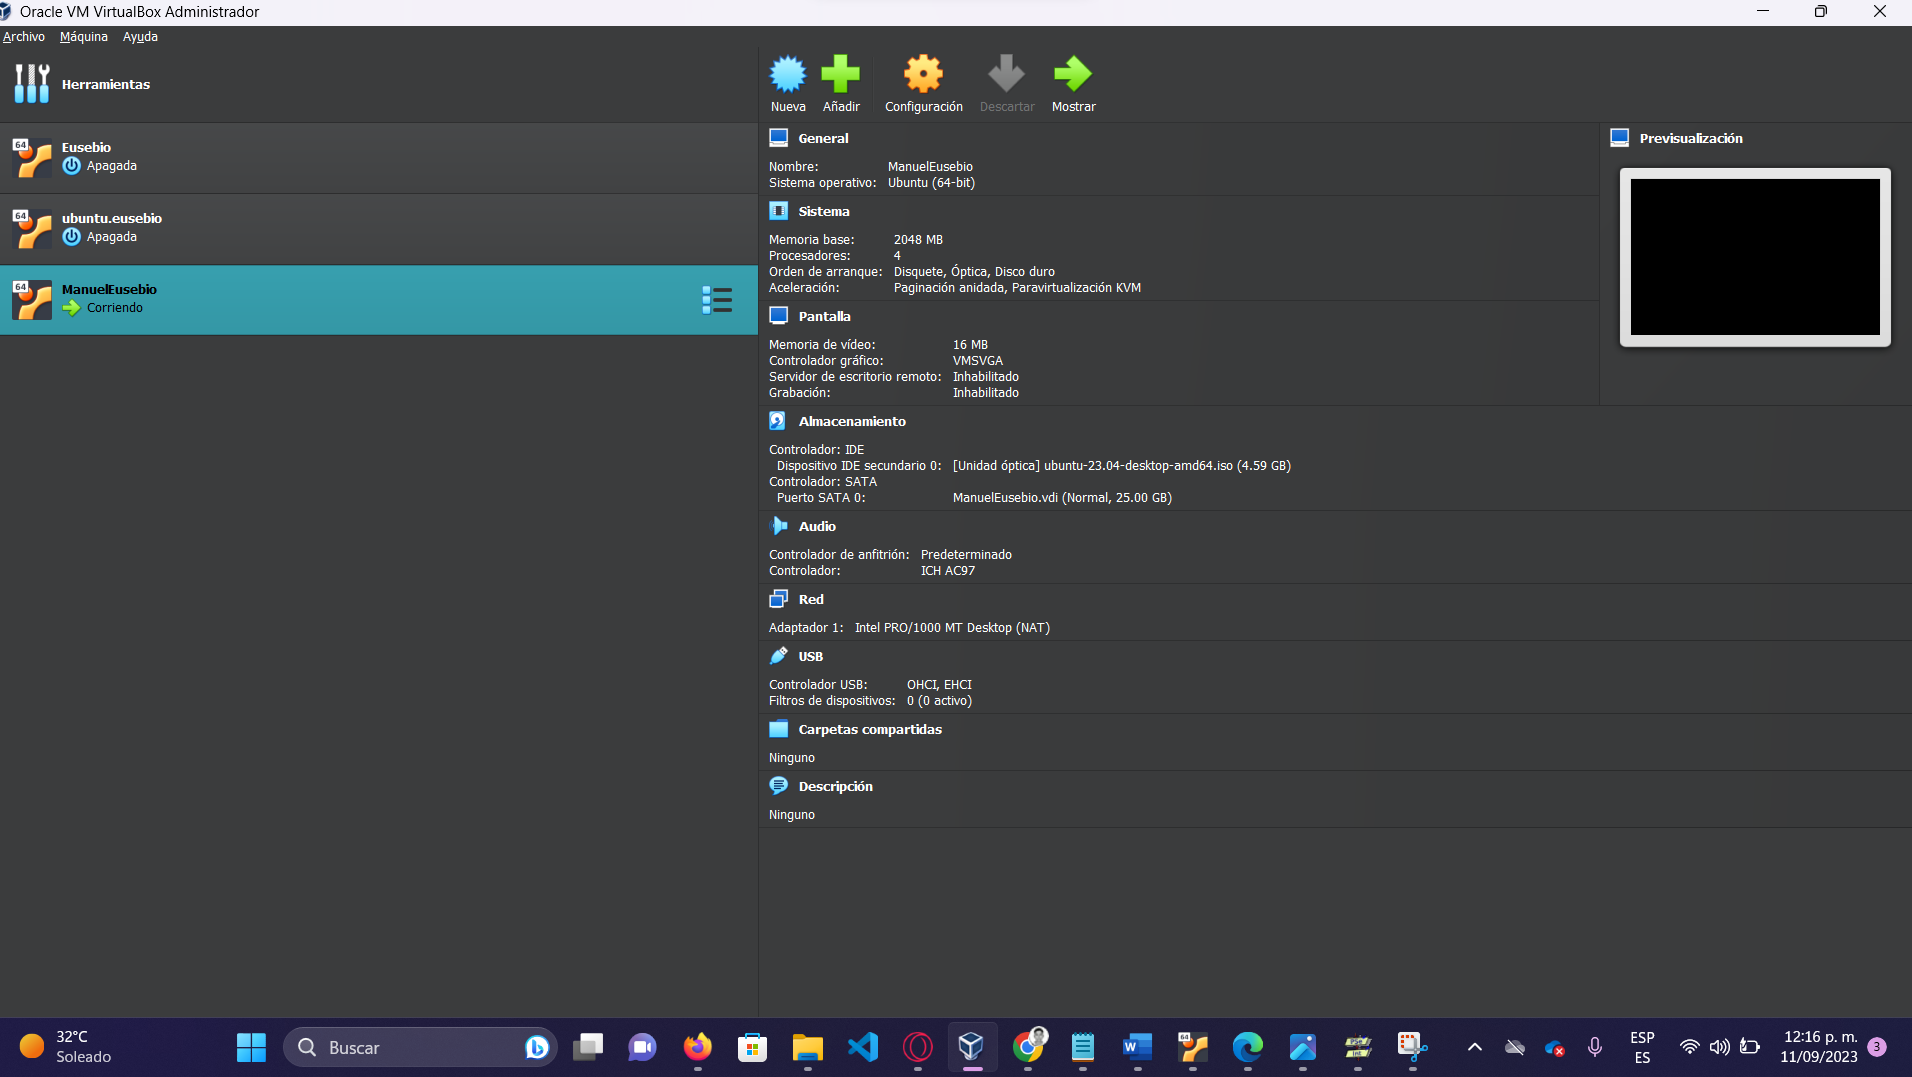 Oracle VM VirtualBox Administrador
Archivo Máquina Ayuda
Herramientas
Nueva Añadir Configuración Descartar Mostrar
64
Eusebio
Apagada
64
ubuntu.eusebio
Apagada
64
ManuelEusebio
Corriendo
General
Nombre: ManuelEusebio
Sistema operativo: Ubuntu (64-bit)
Sistema
Memoria base: 2048 MB
Procesadores: 4
Orden de arranque: Disquete, Óptica, Disco duro
Aceleración: Paginación anidada, Paravirtualización KVM
Pantalla
Memoria de vídeo: 16 MB
Controlador gráfico: VMSVGA
Servidor de escritorio remoto: Inhabilitado
Grabación: Inhabilitado
Previsualización
Almacenamiento
Controlador: IDE
Dispositivo IDE secundario 0: [Unidad óptica] ubuntu-23.04-desktop-amd64.iso (4.59 GB)
Controlador: SATA
Puerto SATA 0: ManuelEusebio.vdi (Normal, 25.00 GB)
Audio
Controlador de anfitrión: Predeterminado
Controlador: ICH AC97
Red
Adaptador 1: Intel PRO/1000 MT Desktop (NAT)
USB
Controlador USB: OHCI, EHCI
Filtros de dispositivos: 0 (0 activo)
Carpetas compartidas
Ninguno
Descripción
Ninguno
32°C
Soleado
Buscar
W
64
ESP
ES
12:16 p. m.
11/09/2023
3